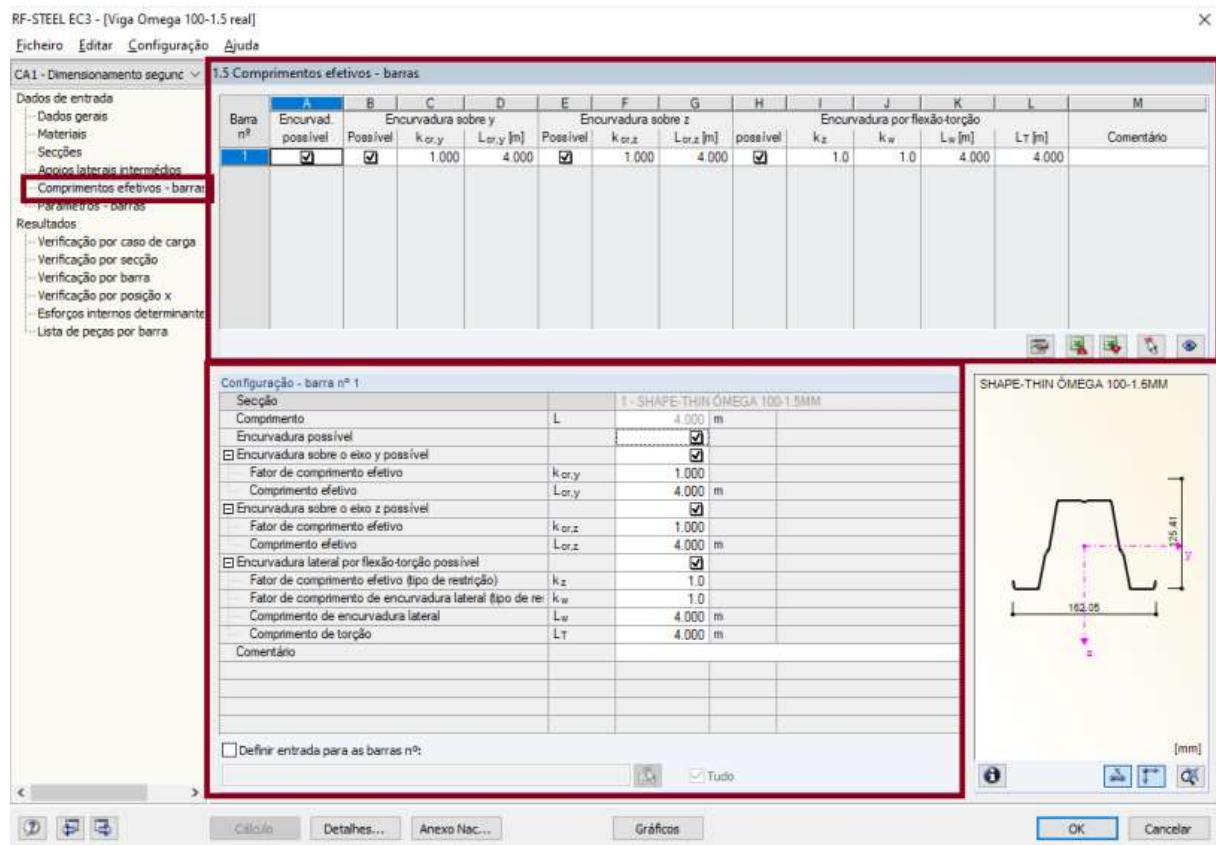 RF-STEEL EC3 - [Viga Omega 100-1.5 real]
Ficheiro Editar Configuração Ajuda
CA1 - Dimensionamento segunc
Dados de entrada
Dados gerais
Materiais
Secções
Apoios laterais intermédios
Comprimentos efetivos - barras
Parâmetros - barras
Resultados
Verificação por caso de carga
Verificação por secção
Verificação por barra
Verificação por posição x
Esforços internos determinante
Lista de peças por barra
1.5 Comprimentos efetivos - barras
A B C D E F G H I J K L M
Barra Encurvad. Encurvadura sobre y Encurvadura sobre z Encurvadura por flexão-torção
nº possível Possível k cr,y L cr,y [m] Possível k cr,z L cr,z [m] possível k z k w L w [m] L T [m] Comentário
1 1.000 4.000 1.000 4.000 1.0 1.0 4.000 4.000
Configuração - barra nº 1
Secção 1 - SHAPE-THIN ÓMEGA 100-1.5MM
Comprimento L 4.000 m
Encurvadura possível
Encurvadura sobre o eixo y possível
Fator de comprimento efetivo k cr,y 1.000
Comprimento efetivo L cr,y 4.000 m
Encurvadura sobre o eixo z possível
Fator de comprimento efetivo k cr,z 1.000
Comprimento efetivo L cr,z 4.000 m
Encurvadura lateral por flexão-torção possível
Fator de comprimento efetivo (tipo de restrição) k z 1.0
Fator de comprimento de encurvadura lateral (tipo de re: k w 1.0
Comprimento de encurvadura lateral L w 4.000 m
Comprimento de torção L T 4.000 m
Comentário
Definir entrada para as barras nº:
Tudo
SHAPE-THIN ÓMEGA 100-1.5MM
125.41
y
162.05
z
[mm]
Cálculo Detalhes... Anexo Nac... Gráficos OK Cancelar